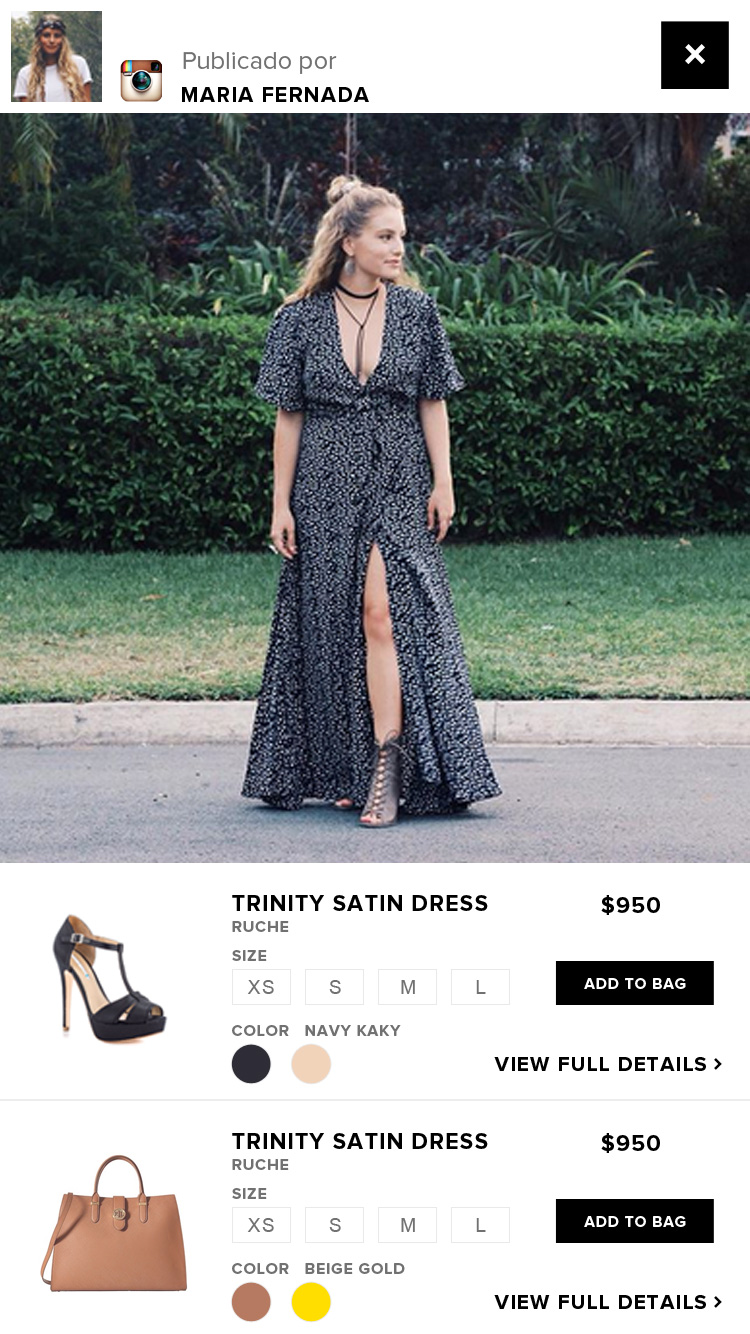 Publicado por
MARIA FERNADA
TRINITY SATIN DRESS
$950
RUCHE
SIZE
XS S M L
ADD TO BAG
COLOR NAVY KAKY
VIEW FULL DETAILS >
TRINITY SATIN DRESS
$950
RUCHE
SIZE
XS S M L
ADD TO BAG
COLOR BEIGE GOLD
VIEW FULL DETAILS >